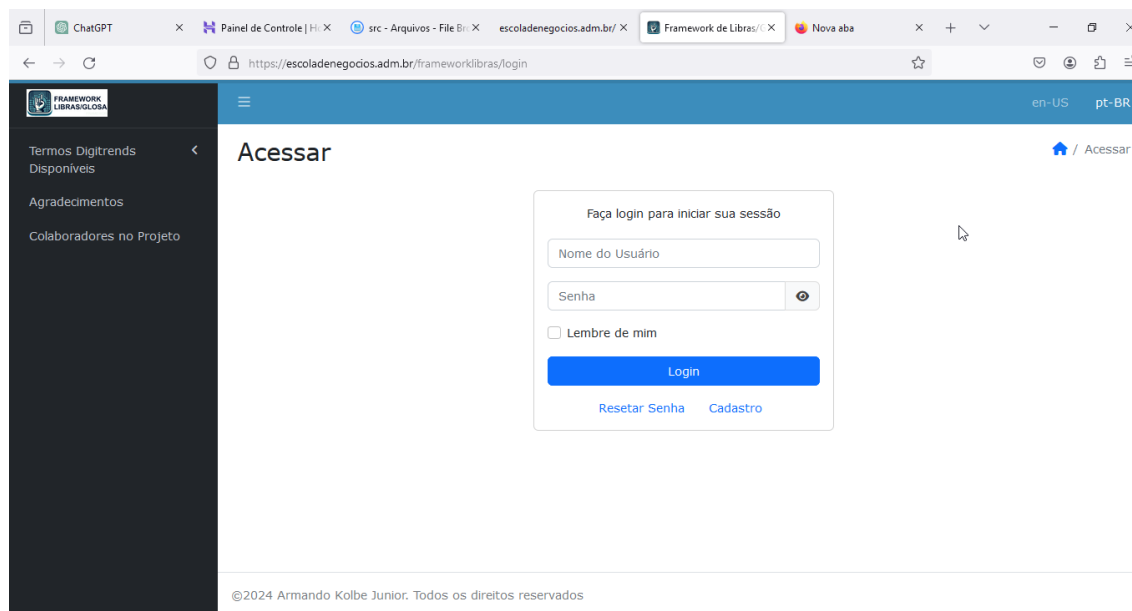 ChatGPT
Painel de Controle | Ho
src - Arquivos - File Bro
escoladenegocios.adm.br/
Framework de Libras/G
Nova aba
https://escoladenegocios.adm.br/frameworklibras/login
FRAMEWORK
LIBRAS/GLOSA
en-US pt-BR
Termos Digitrends
Disponíveis
Agradecimentos
Colaboradores no Projeto
Acessar
/ Acessar
Faça login para iniciar sua sessão
Nome do Usuário
Senha
Lembre de mim
Login
Resetar Senha Cadastro
©2024 Armando Kolbe Junior. Todos os direitos reservados